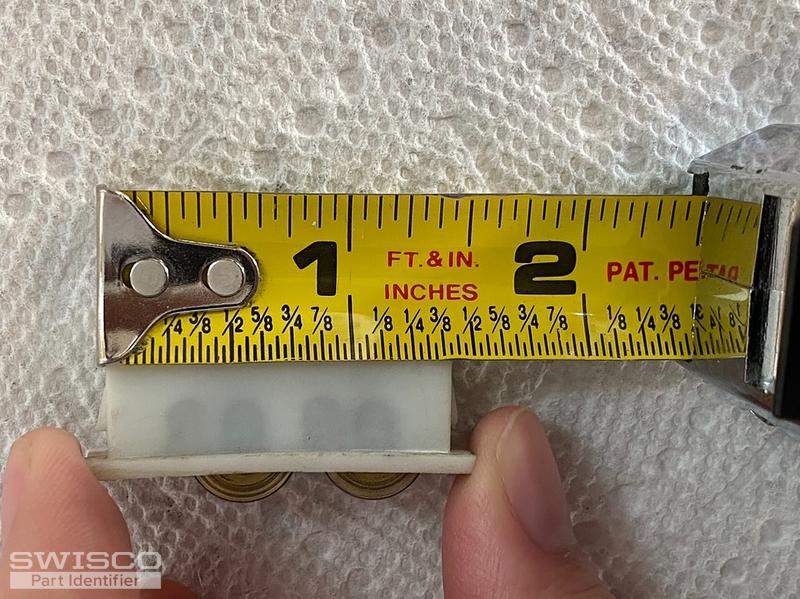 1 FT. & IN. 2 PAT. PE
INCHES
1/4 3/8 1/2 5/8 3/4 7/8 1/8 1/4 3/8 1/2 5/8 3/4 7/8 1/8 1/4 3/8
SWISCO
Part Identifier